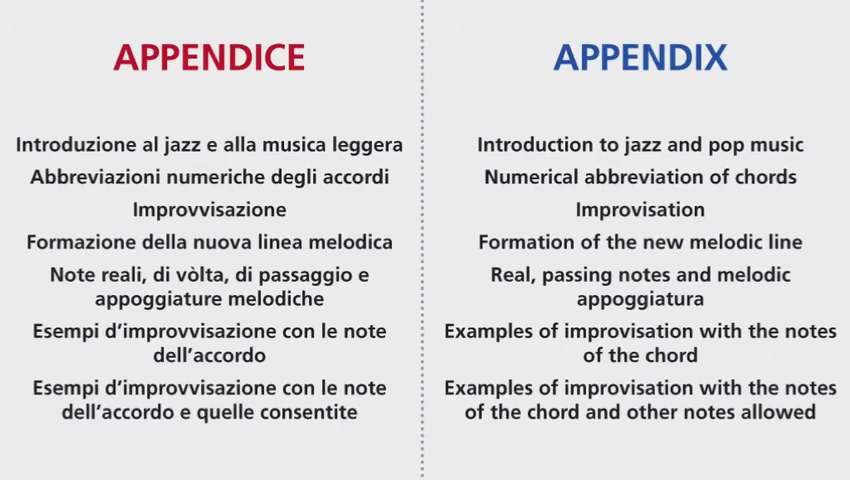 APPENDICE
Introduzione al jazz e alla musica leggera
Abbreviazioni numeriche degli accordi
Improvvisazione
Formazione della nuova linea melodica
Note reali, di vòlta, di passaggio e
appoggiature melodiche
Esempi d’improvvisazione con le note
dell’accordo
Esempi d’improvvisazione con le note
dell’accordo e quelle consentite
APPENDIX
Introduction to jazz and pop music
Numerical abbreviation of chords
Improvisation
Formation of the new melodic line
Real, passing notes and melodic
appoggiatura
Examples of improvisation with the notes
of the chord
Examples of improvisation with the notes
of the chord and other notes allowed